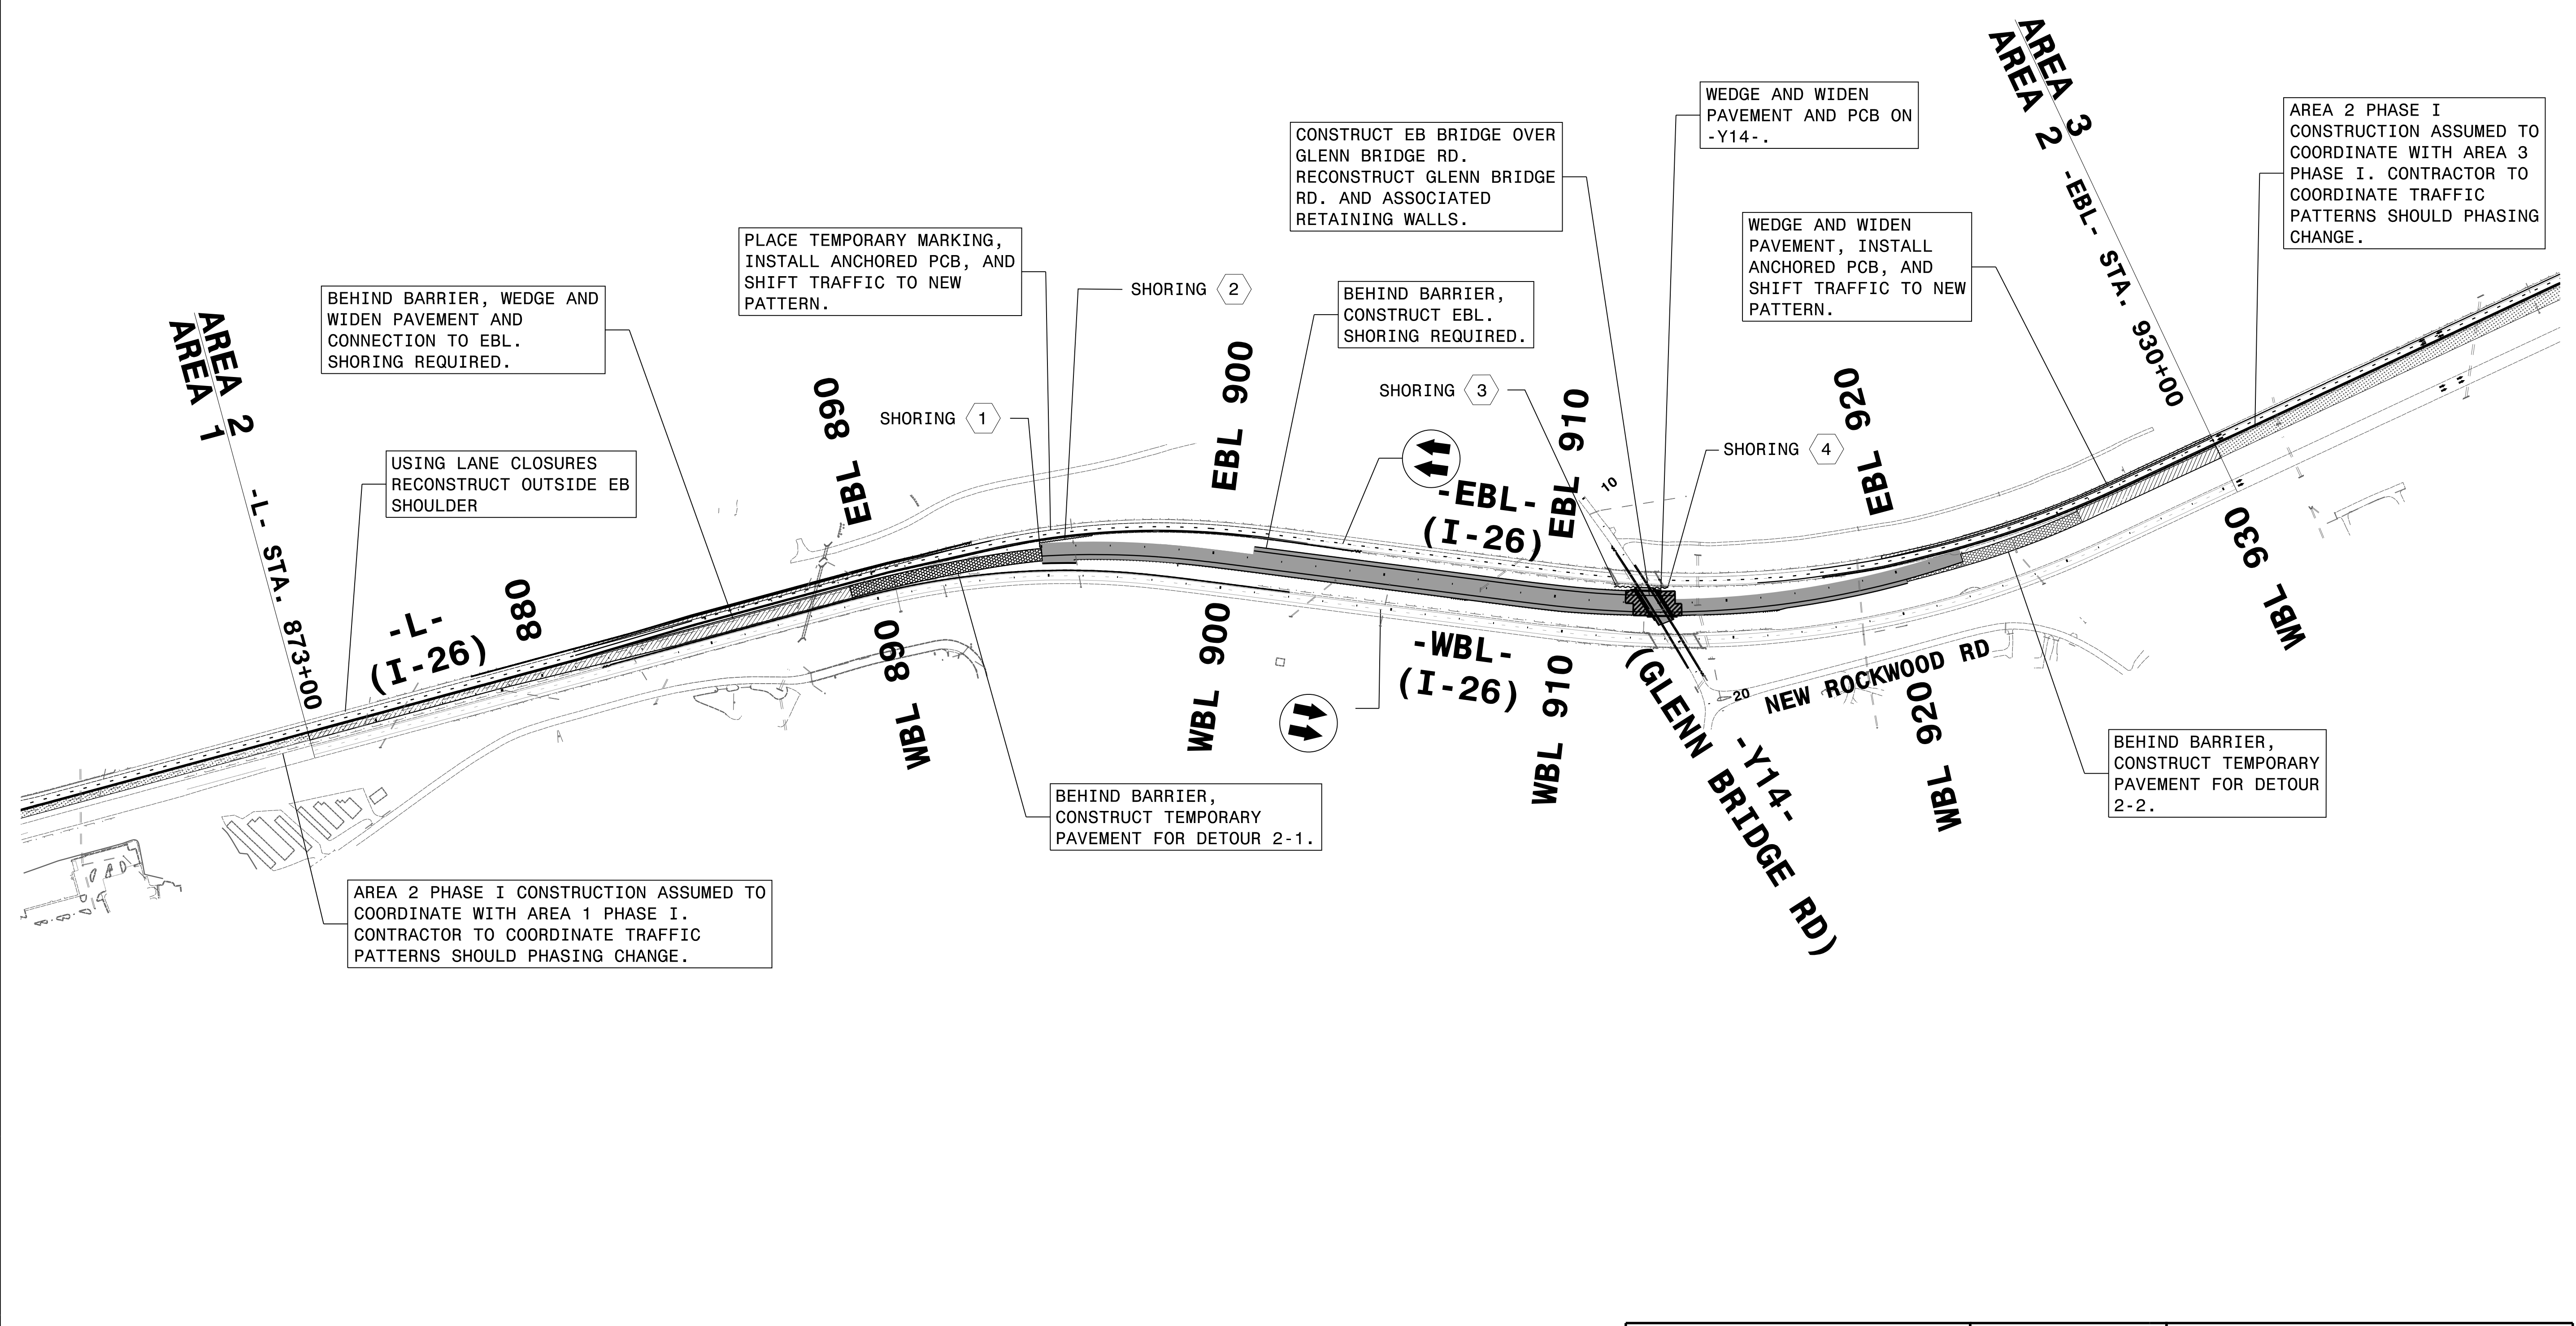 AREA 3
AREA 2
-EBL- STA. 930+00
WEDGE AND WIDEN
PAVEMENT AND PCB ON
-Y14-.
AREA 2 PHASE I
CONSTRUCTION ASSUMED TO
COORDINATE WITH AREA 3
PHASE I. CONTRACTOR TO
COORDINATE TRAFFIC
PATTERNS SHOULD PHASING
CHANGE.
CONSTRUCT EB BRIDGE OVER
GLENN BRIDGE RD.
RECONSTRUCT GLENN BRIDGE
RD. AND ASSOCIATED
RETAINING WALLS.
WEDGE AND WIDEN
PAVEMENT, INSTALL
ANCHORED PCB, AND
SHIFT TRAFFIC TO NEW
PATTERN.
PLACE TEMPORARY MARKING,
INSTALL ANCHORED PCB, AND
SHIFT TRAFFIC TO NEW
PATTERN.
SHORING 2
BEHIND BARRIER,
CONSTRUCT EBL.
SHORING REQUIRED.
BEHIND BARRIER, WEDGE AND
WIDEN PAVEMENT AND
CONNECTION TO EBL.
SHORING REQUIRED.
AREA 2
AREA 1
-L- STA. 873+00
EBL 890
SHORING 1
EBL 900
SHORING 3
EBL 910
SHORING 4
EBL 920
USING LANE CLOSURES
RECONSTRUCT OUTSIDE EB
SHOULDER
-EBL-
(I-26)
10
880
-L-
(I-26)
WBL 890
WBL 900
-WBL-
(I-26)
WBL 910
-Y14-
(GLENN BRIDGE RD)
20
NEW ROCKWOOD RD
WBL 920
WBL 930
BEHIND BARRIER,
CONSTRUCT TEMPORARY
PAVEMENT FOR DETOUR
2-2.
BEHIND BARRIER,
CONSTRUCT TEMPORARY
PAVEMENT FOR DETOUR 2-1.
AREA 2 PHASE I CONSTRUCTION ASSUMED TO
COORDINATE WITH AREA 1 PHASE I.
CONTRACTOR TO COORDINATE TRAFFIC
PATTERNS SHOULD PHASING CHANGE.